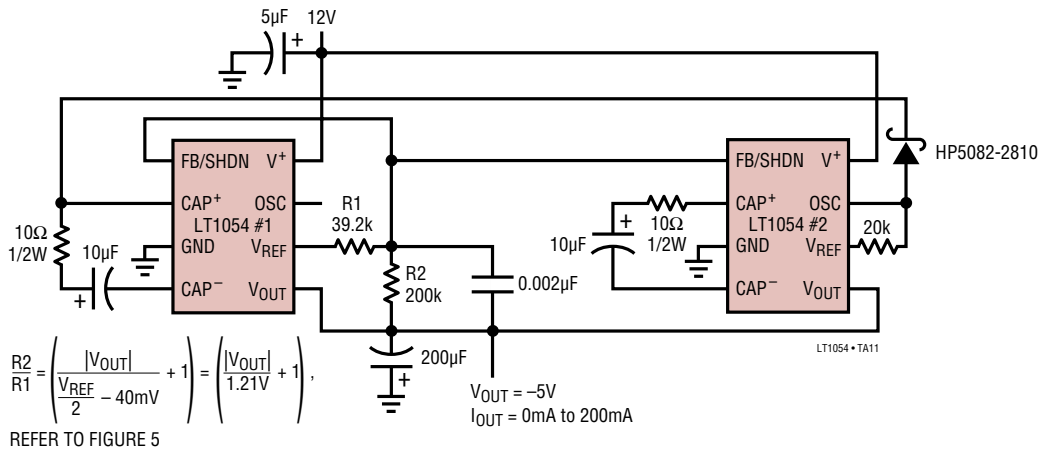 5µF 12V
+
FB/SHDN V+
CAP+ OSC
LT1054 #1
GND VREF
CAP– VOUT
10Ω
1/2W
10µF
+
R1
39.2k
R2
200k
0.002µF
200µF
+
VOUT = –5V
IOUT = 0mA to 200mA
FB/SHDN V+
CAP+ OSC
LT1054 #2
GND VREF
CAP– VOUT
+
10µF
10Ω
1/2W
20k
HP5082-2810
LT1054 • TA11
R2/R1 = (|VOUT|/(VREF/2 – 40mV) + 1) = (|VOUT|/1.21V + 1),
REFER TO FIGURE 5